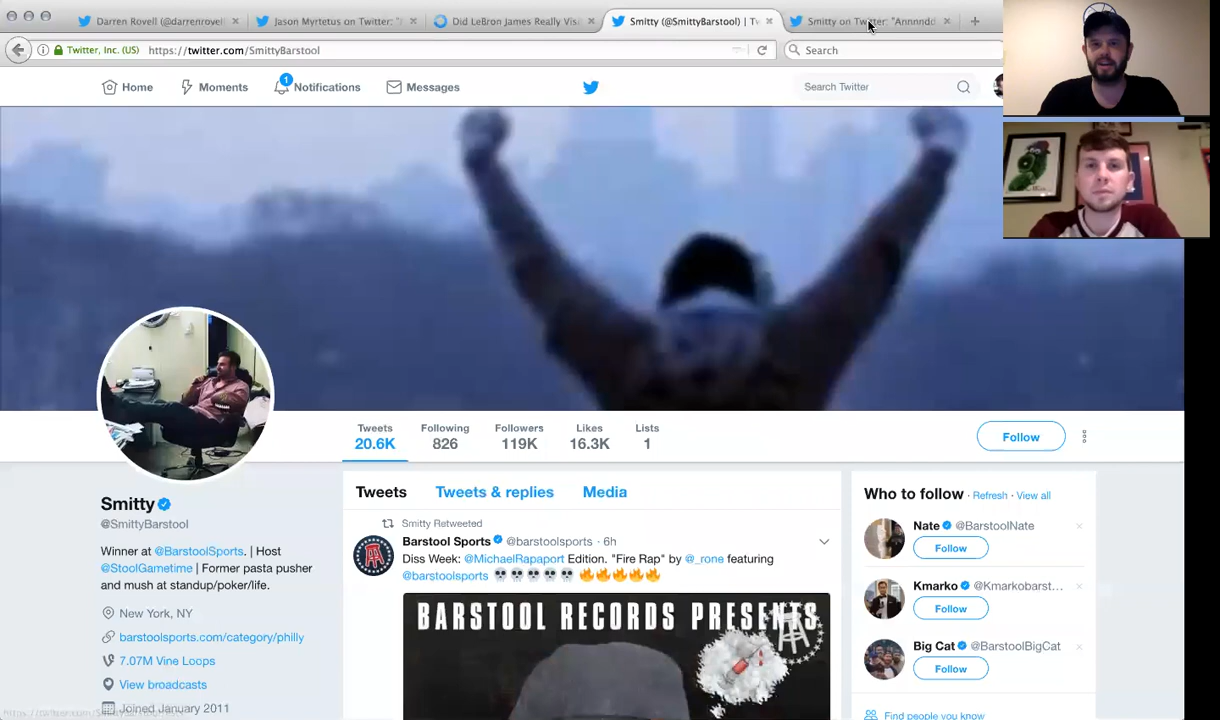 Darren Rovell (@darrenrovell
Jason Myrtetus on Twitter: "/
Did LeBron James Really Visi
Smitty (@SmittyBarstool) | Tw
Smitty on Twitter: "Annnndd
Twitter, Inc. (US)
https://twitter.com/SmittyBarstool
Search
Home
Moments
1
Notifications
Messages
Search Twitter
Tweets
20.6K
Following
826
Followers
119K
Likes
16.3K
Lists
1
Follow
Smitty
@SmittyBarstool
Winner at @BarstoolSports. | Host
@StoolGametime | Former pasta pusher
and mush at standup/poker/life.
New York, NY
barstoolsports.com/category/philly
7.07M Vine Loops
View broadcasts
Joined January 2011
Tweets
Tweets & replies
Media
Smitty Retweeted
Barstool Sports @barstoolsports · 6h
Diss Week: @MichaelRapaport Edition. "Fire Rap" by @_rone featuring
@barstoolsports 💀💀💀💀💀 🔥🔥🔥🔥🔥
BARSTOOL RECORDS PRESENTS
Who to follow · Refresh · View all
Nate @BarstoolNate
Follow
Kmarko @Kmarkobarst...
Follow
Big Cat @BarstoolBigCat
Follow
Find people you know